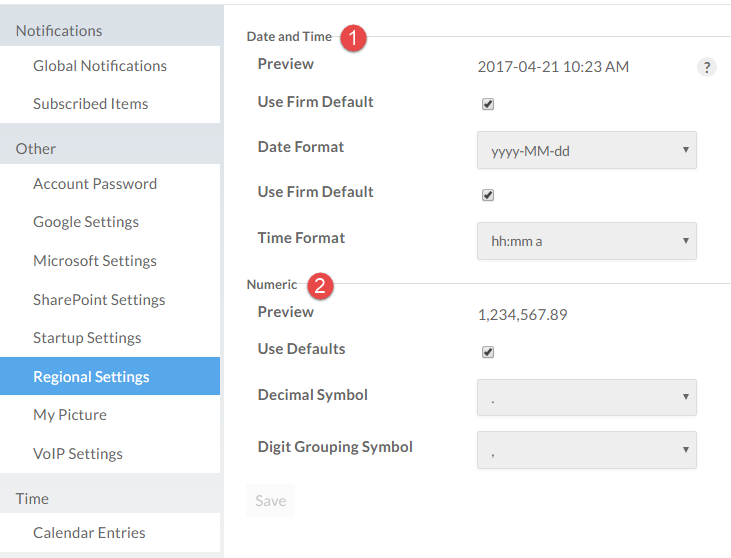 Notifications
Global Notifications
Subscribed Items
Other
Account Password
Google Settings
Microsoft Settings
SharePoint Settings
Startup Settings
Regional Settings
My Picture
VoIP Settings
Time
Calendar Entries
Date and Time 1
Preview 2017-04-21 10:23 AM ?
Use Firm Default
Date Format yyyy-MM-dd
Use Firm Default
Time Format hh:mm a
Numeric 2
Preview 1,234,567.89
Use Defaults
Decimal Symbol .
Digit Grouping Symbol ,
Save